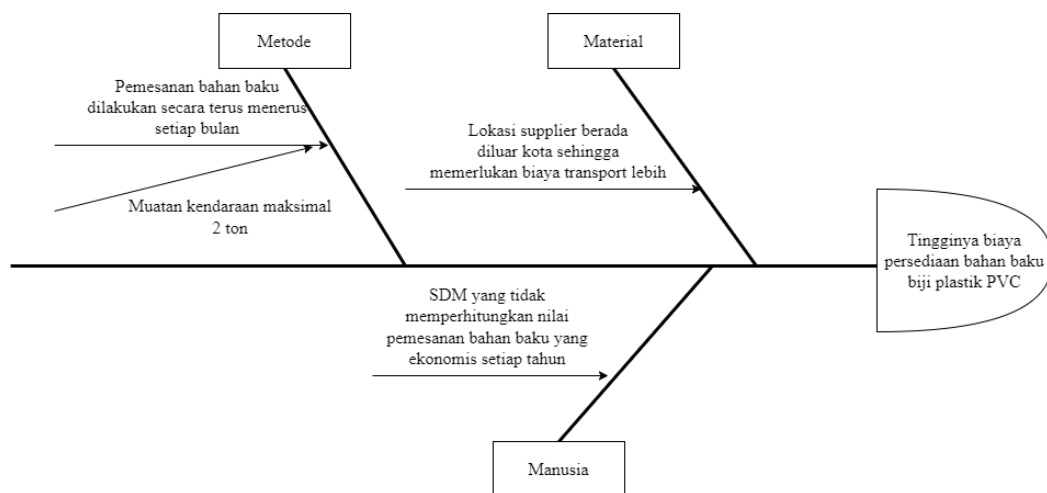 Metode
Material
Pemesanan bahan baku
dilakukan secara terus menerus
setiap bulan
Lokasi supplier berada
diluar kota sehingga
memerlukan biaya transport lebih
Muatan kendaraan maksimal
2 ton
Tingginya biaya
persediaan bahan baku
biji plastik PVC
SDM yang tidak
memperhitungkan nilai
pemesanan bahan baku yang
ekonomis setiap tahun
Manusia